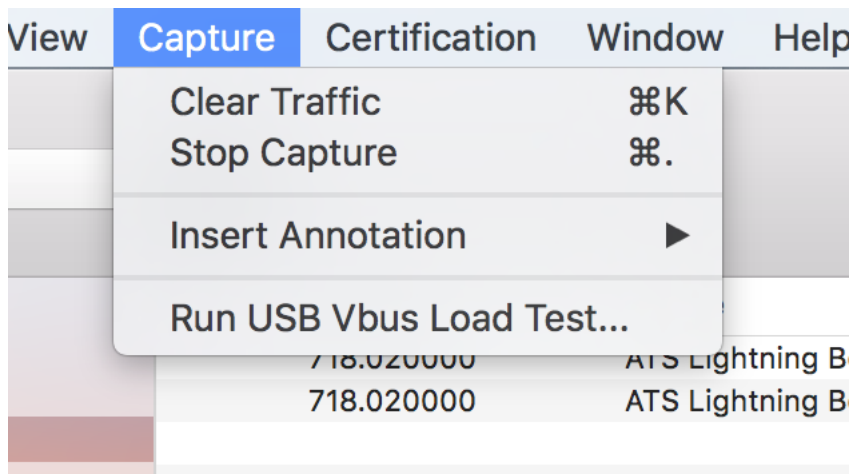 View Capture Certification Window Help
Clear Traffic ⌘K
Stop Capture ⌘.
Insert Annotation ▶
Run USB Vbus Load Test...
718.020000 ATS Lightning B
718.020000 ATS Lightning B